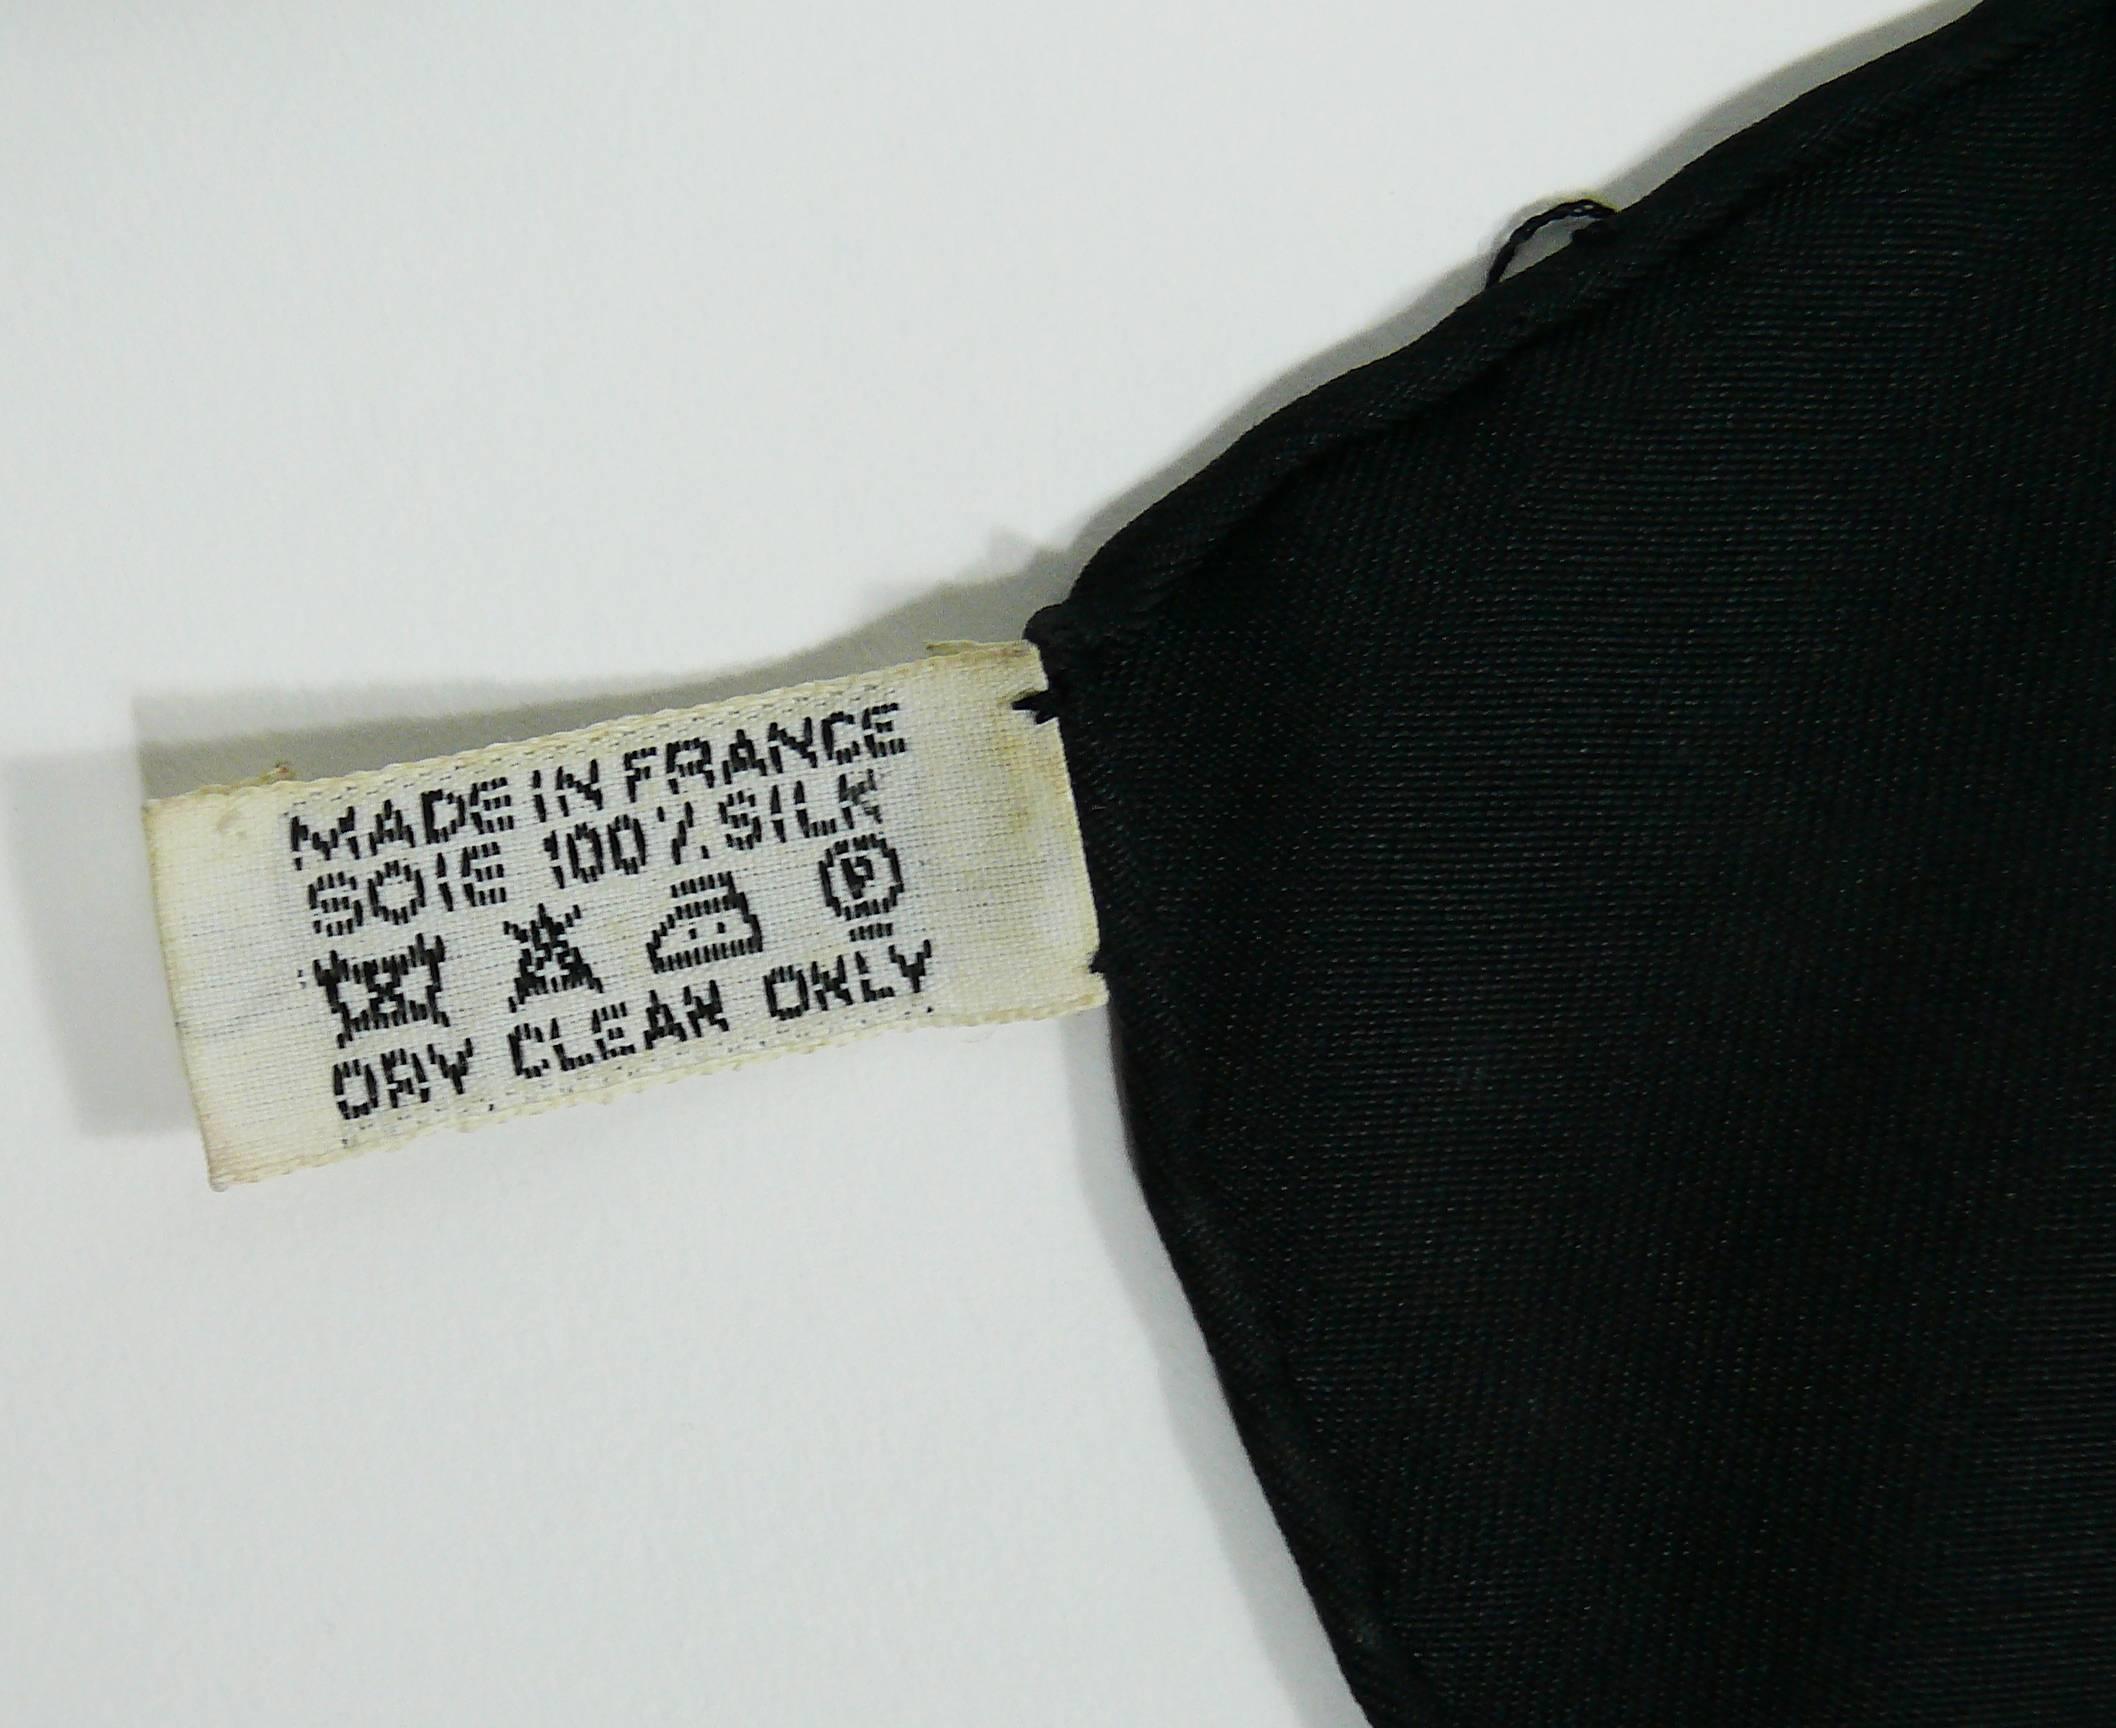 MADE IN FRANCE
SOIE 100% SILK
P
DRY CLEAN ONLY